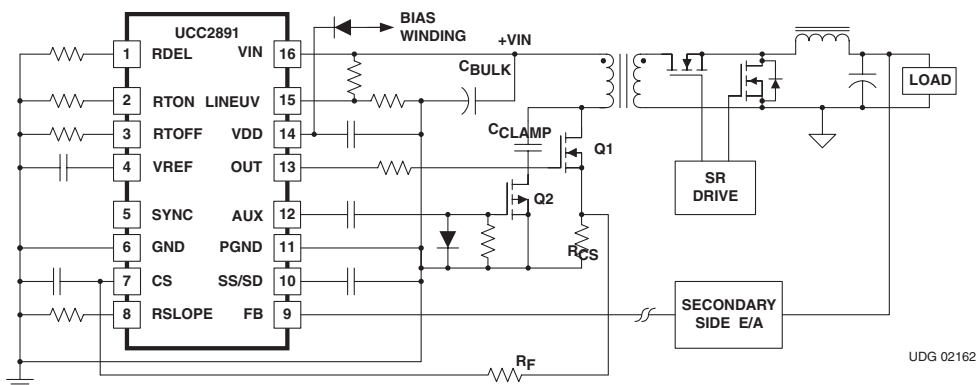 UCC2891
BIAS
WINDING
+VIN
1 RDEL VIN 16
CBULK
2 RTON LINEUV 15
LOAD
3 RTOFF VDD 14
CCLAMP
Q1
4 VREF OUT 13
SR
DRIVE
Q2
5 SYNC AUX 12
6 GND PGND 11
RCS
7 CS SS/SD 10
SECONDARY
SIDE E/A
8 RSLOPE FB 9
RF
UDG 02162